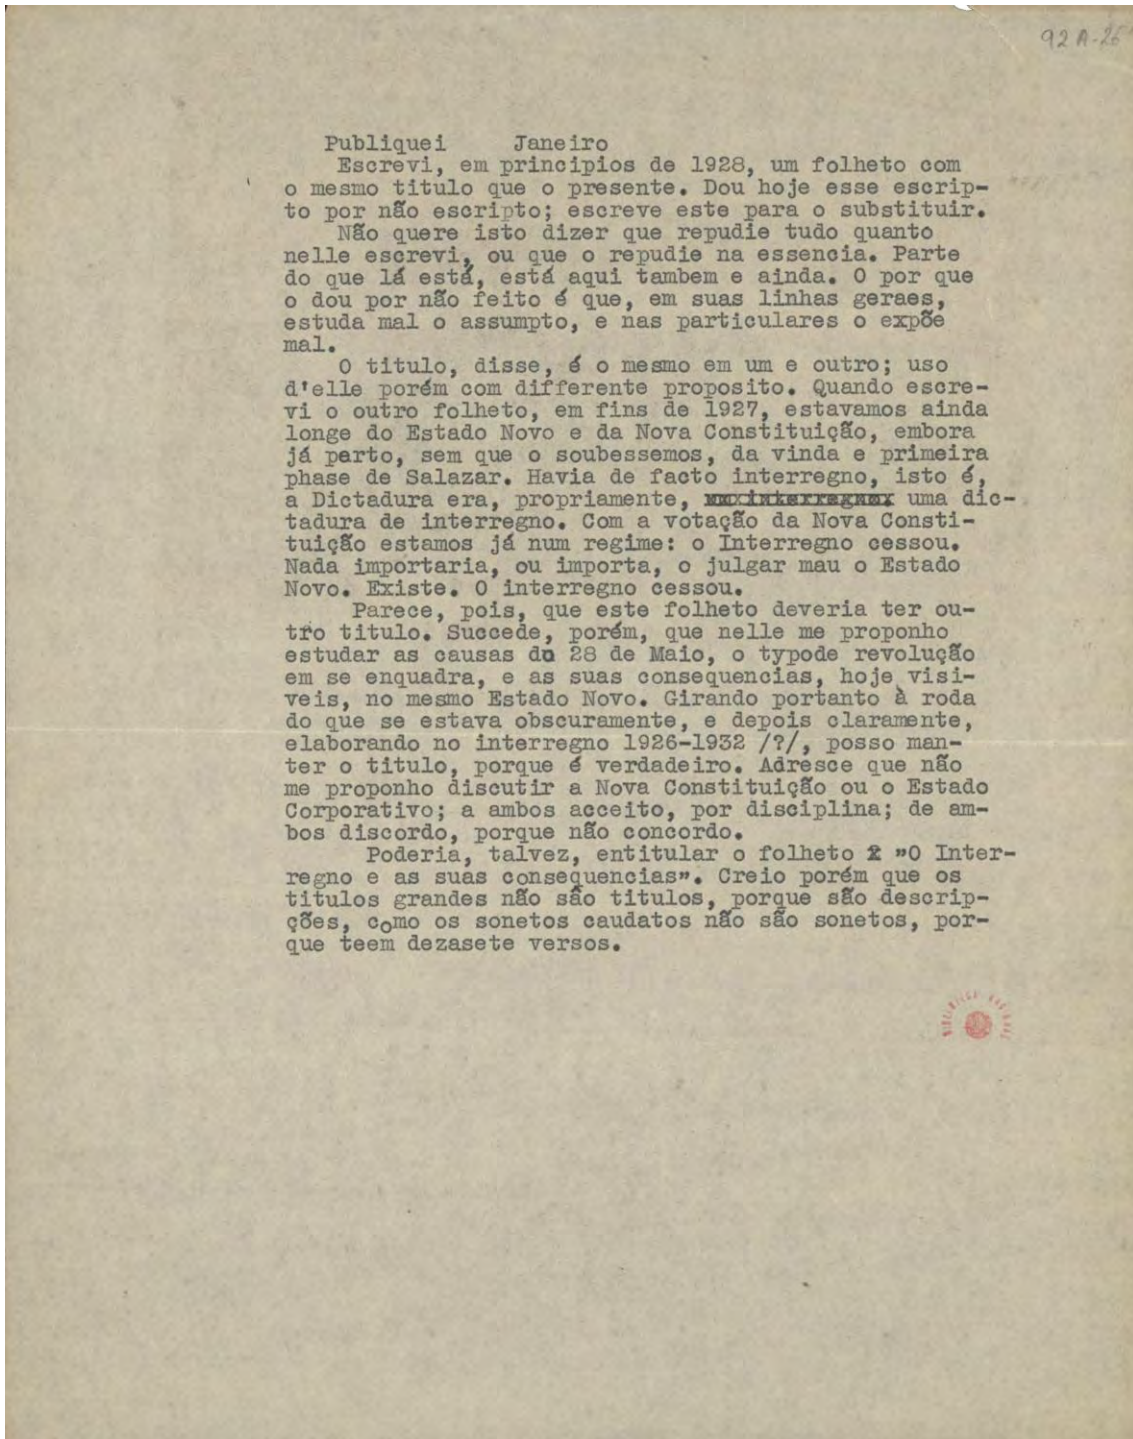 92A-26
Publiquei Janeiro
Escrevi, em principios de 1928, um folheto com
o mesmo titulo que o presente. Dou hoje esse escrip-
to por não escripto; escreve este para o substituir.
Não quere isto dizer que repudie tudo quanto
nelle escrevi, ou que o repudie na essencia. Parte
do que lá está, está aqui tambem e ainda. O por que
o dou por não feito é que, em suas linhas geraes,
estuda mal o assumpto, e nas particulares o expõe
mal.
O titulo, disse, é o mesmo em um e outro; uso
d'elle porém com differente proposito. Quando escre-
vi o outro folheto, em fins de 1927, estavamos ainda
longe do Estado Novo e da Nova Constituição, embora
já perto, sem que o soubessemos, da vinda e primeira
phase de Salazar. Havia de facto interregno, isto é,
a Dictadura era, propriamente, uma dic-
tadura de interregno. Com a votação da Nova Consti-
tuição estamos já num regime: o Interregno cessou.
Nada importaria, ou importa, o julgar mau o Estado
Novo. Existe. O interregno cessou.
Parece, pois, que este folheto deveria ter ou-
tro titulo. Succede, porém, que nelle me proponho
estudar as causas do 28 de Maio, o typode revolução
em se enquadra, e as suas consequencias, hoje visi-
veis, no mesmo Estado Novo. Girando portanto à roda
do que se estava obscuramente, e depois claramente,
elaborando no interregno 1926-1932 /?/, posso man-
ter o titulo, porque é verdadeiro. Adresce que não
me proponho discutir a Nova Constituição ou o Estado
Corporativo; a ambos acceito, por disciplina; de am-
bos discordo, porque não concordo.
Poderia, talvez, entitular o folheto "O Inter-
regno e as suas consequencias". Creio porém que os
titulos grandes não são titulos, porque são descrip-
ções, como os sonetos caudatos não são sonetos, por-
que teem dezasete versos.